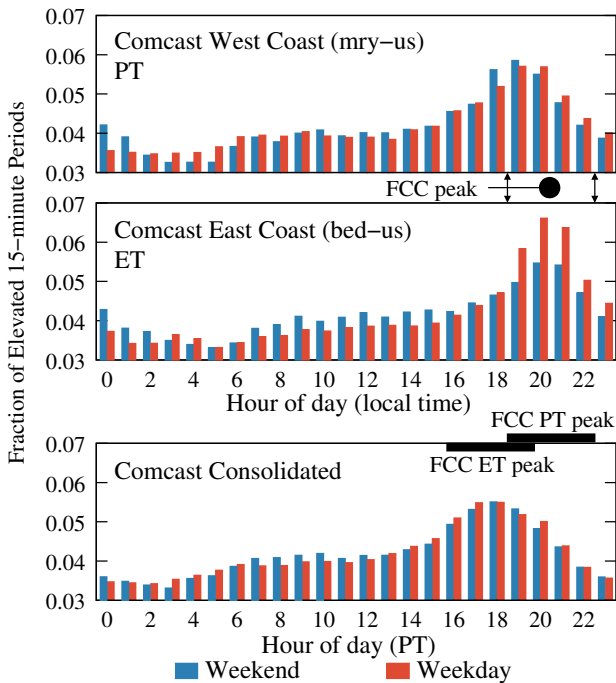 Fraction of Elevated 15−minute Periods
0.07
0.06
0.05
0.04
0.03
Comcast West Coast (mry−us)
PT
FCC peak
0.07
0.06
0.05
0.04
0.03
Comcast East Coast (bed−us)
ET
0 2 4 6 8 10 12 14 16 18 20 22
Hour of day (local time)
FCC PT peak
FCC ET peak
0.07
0.06
0.05
0.04
0.03
Comcast Consolidated
0 2 4 6 8 10 12 14 16 18 20 22
Hour of day (PT)
Weekend Weekday